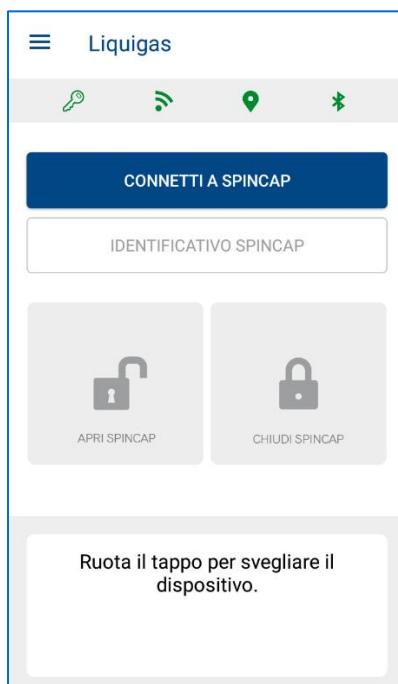 Liquigas
CONNETTI A SPINCAP
IDENTIFICATIVO SPINCAP
APRI SPINCAP
CHIUDI SPINCAP
Ruota il tappo per svegliare il
dispositivo.